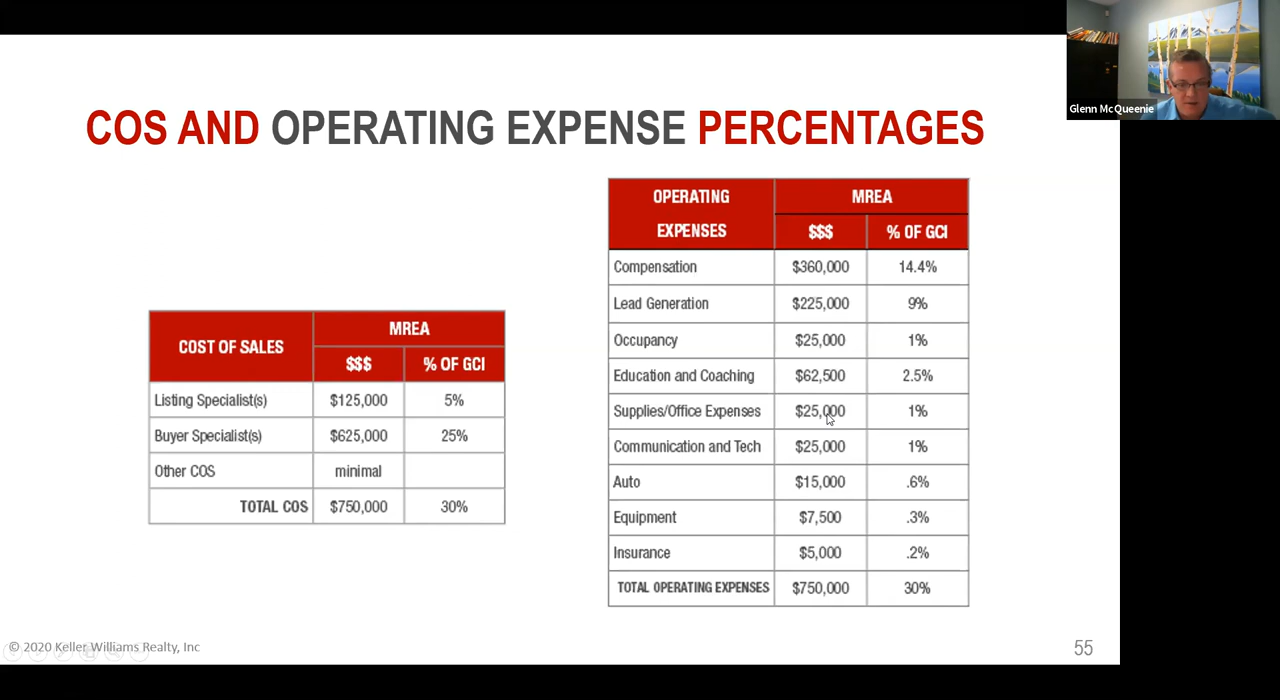 Glenn McQueenie
COS AND OPERATING EXPENSE PERCENTAGES
COST OF SALES
MREA
$$$ % OF GCI
Listing Specialist(s) $125,000 5%
Buyer Specialist(s) $625,000 25%
Other COS minimal
TOTAL COS $750,000 30%
OPERATING
EXPENSES
MREA
$$$ % OF GCI
Compensation $360,000 14.4%
Lead Generation $225,000 9%
Occupancy $25,000 1%
Education and Coaching $62,500 2.5%
Supplies/Office Expenses $25,000 1%
Communication and Tech $25,000 1%
Auto $15,000 .6%
Equipment $7,500 .3%
Insurance $5,000 .2%
TOTAL OPERATING EXPENSES $750,000 30%
© 2020 Keller Williams Realty, Inc
55